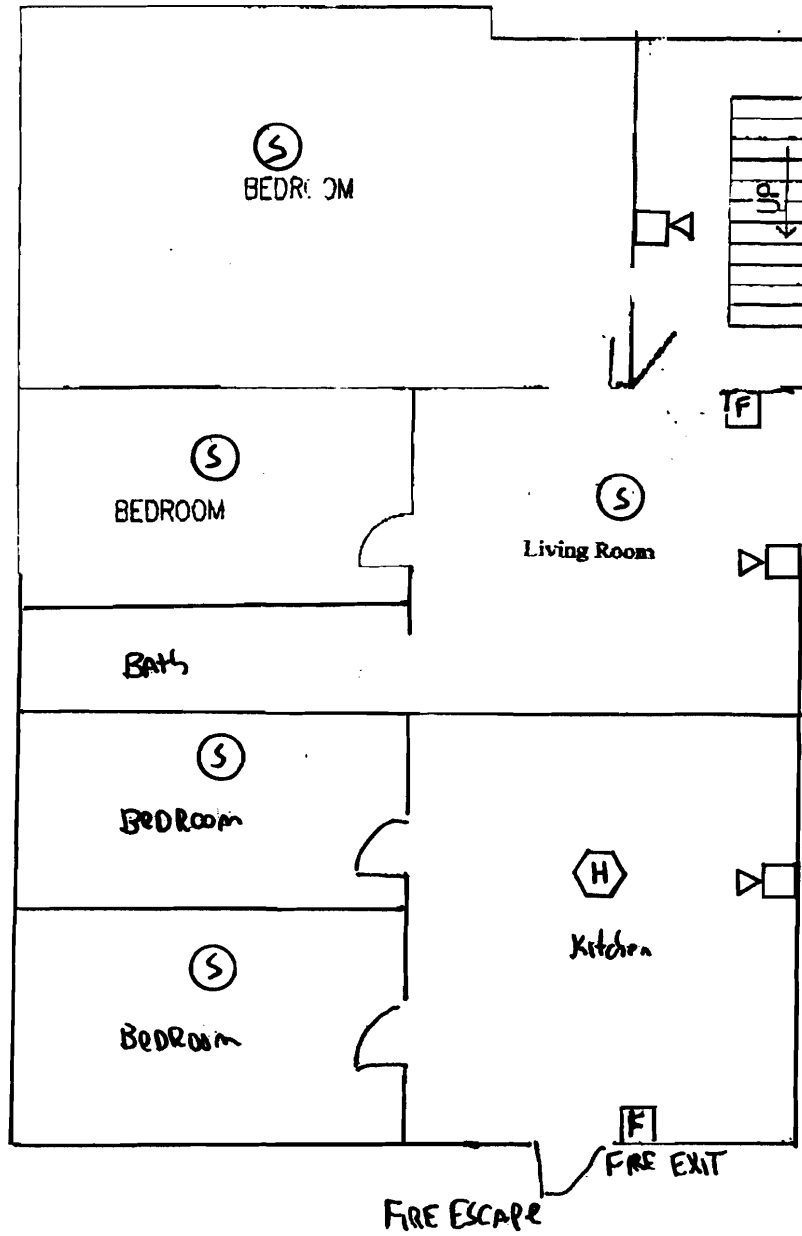 S
BEDROOM
UP
F
S
BEDROOM
S
Living Room
BATH
S
BEDROOM
H
Kitchen
S
BEDROOM
F
FIRE EXIT
FIRE ESCAPE